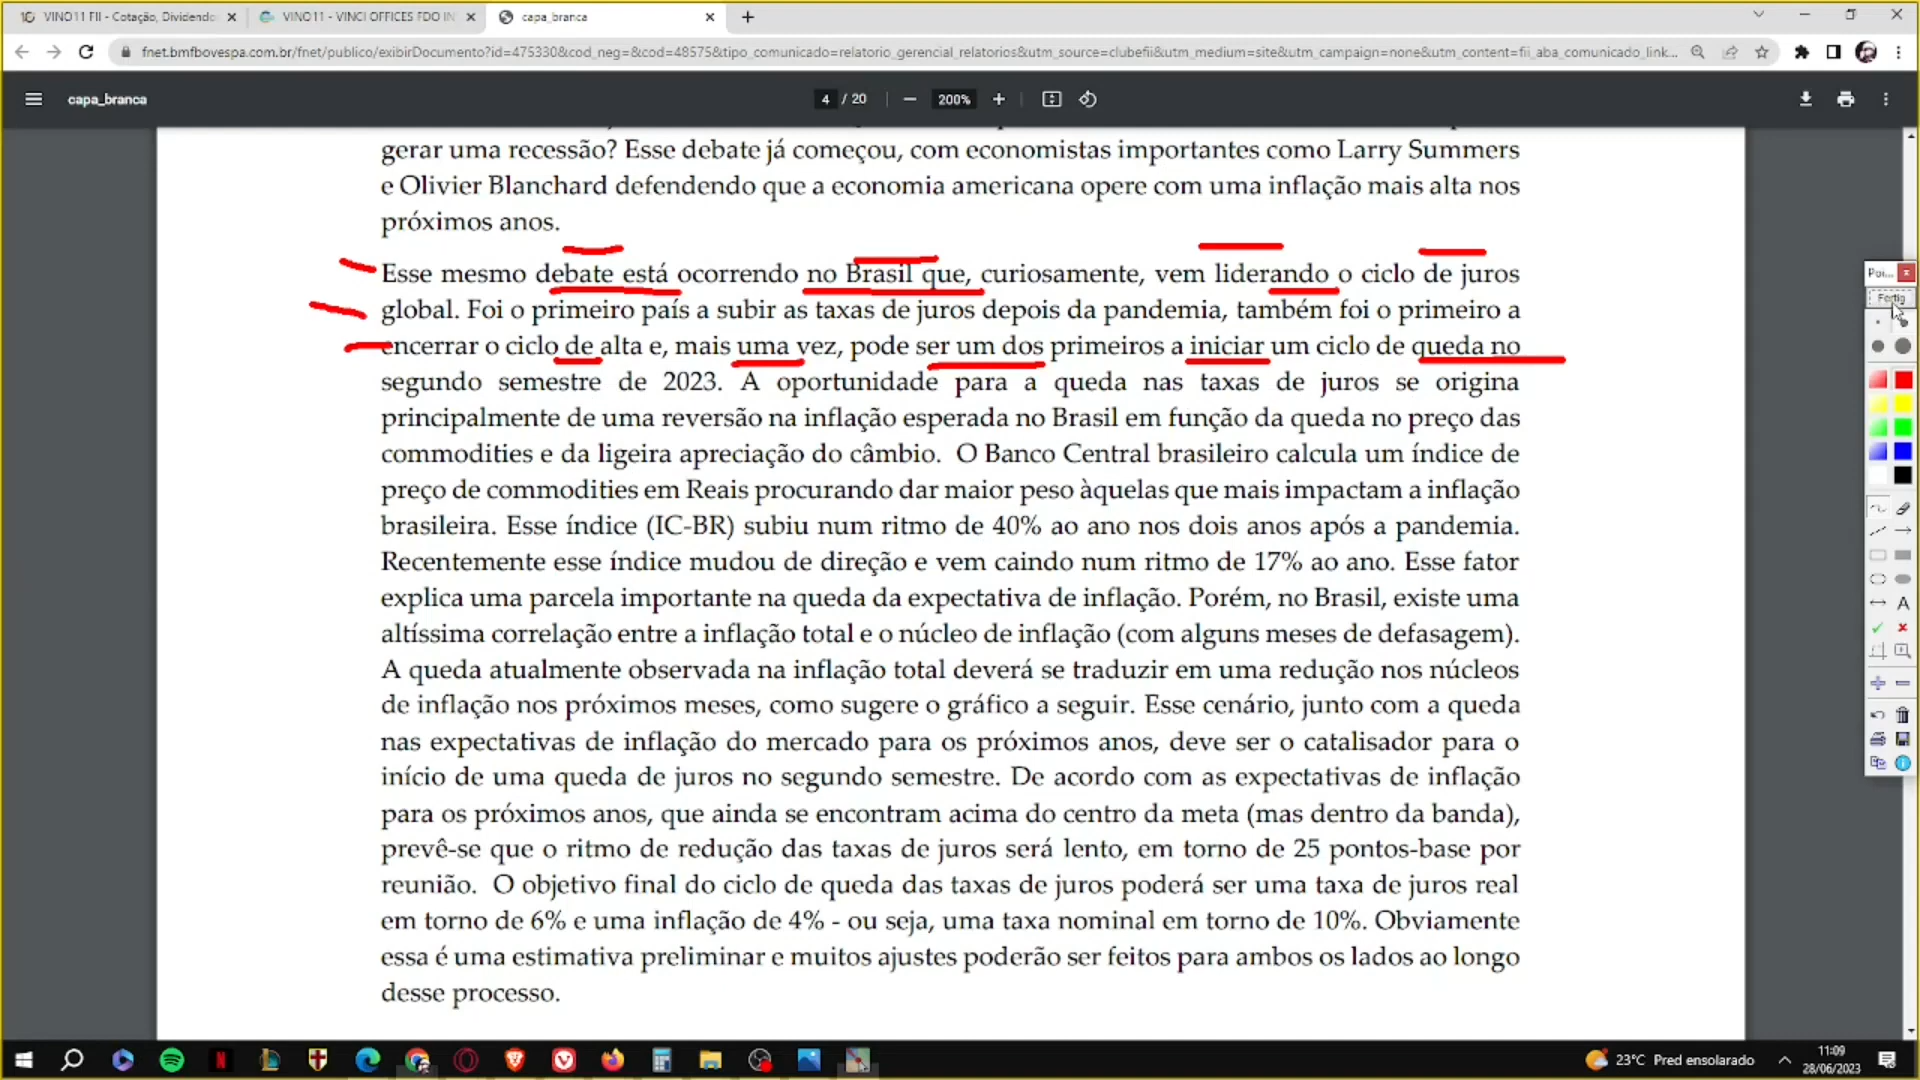 VINO11 FII - Cotação, Dividendo
VINO11 - VINCI OFFICES FDO IN
capa_branca
fnet.bmfbovespa.com.br/fnet/publico/exibirDocumento?id=475330&cod_neg=&cod=48575&tipo_comunicado=relatorio_gerencial_relatorios&utm_source=clubefii&utm_medium=site&utm_campaign=none&utm_content=fii_aba_comunicado_link...
capa_branca
4 / 20
200%
gerar uma recessão? Esse debate já começou, com economistas importantes como Larry Summers
e Olivier Blanchard defendendo que a economia americana opere com uma inflação mais alta nos
próximos anos.
Esse mesmo debate está ocorrendo no Brasil que, curiosamente, vem liderando o ciclo de juros
global. Foi o primeiro país a subir as taxas de juros depois da pandemia, também foi o primeiro a
encerrar o ciclo de alta e, mais uma vez, pode ser um dos primeiros a iniciar um ciclo de queda no
segundo semestre de 2023. A oportunidade para a queda nas taxas de juros se origina
principalmente de uma reversão na inflação esperada no Brasil em função da queda no preço das
commodities e da ligeira apreciação do câmbio. O Banco Central brasileiro calcula um índice de
preço de commodities em Reais procurando dar maior peso àquelas que mais impactam a inflação
brasileira. Esse índice (IC-BR) subiu num ritmo de 40% ao ano nos dois anos após a pandemia.
Recentemente esse índice mudou de direção e vem caindo num ritmo de 17% ao ano. Esse fator
explica uma parcela importante na queda da expectativa de inflação. Porém, no Brasil, existe uma
altíssima correlação entre a inflação total e o núcleo de inflação (com alguns meses de defasagem).
A queda atualmente observada na inflação total deverá se traduzir em uma redução nos núcleos
de inflação nos próximos meses, como sugere o gráfico a seguir. Esse cenário, junto com a queda
nas expectativas de inflação do mercado para os próximos anos, deve ser o catalisador para o
início de uma queda de juros no segundo semestre. De acordo com as expectativas de inflação
para os próximos anos, que ainda se encontram acima do centro da meta (mas dentro da banda),
prevê-se que o ritmo de redução das taxas de juros será lento, em torno de 25 pontos-base por
reunião. O objetivo final do ciclo de queda das taxas de juros poderá ser uma taxa de juros real
em torno de 6% e uma inflação de 4% - ou seja, uma taxa nominal em torno de 10%. Obviamente
essa é uma estimativa preliminar e muitos ajustes poderão ser feitos para ambos os lados ao longo
desse processo.
Poi...
Fertig
A
23°C Pred ensolarado
11:09
28/06/2023